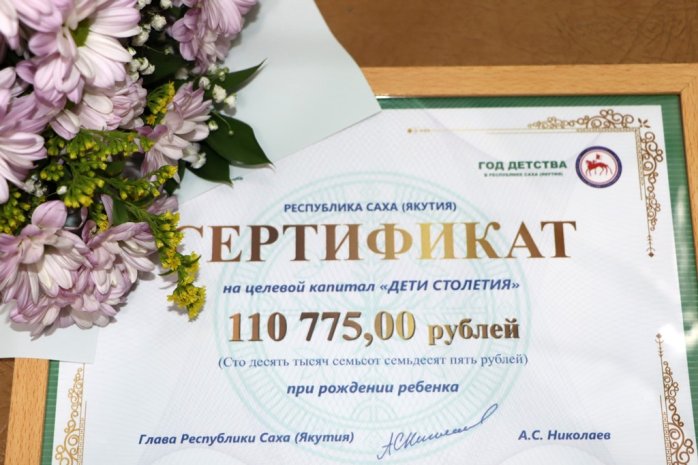 ГОД ДЕТСТВА
В РЕСПУБЛИКЕ САХА (ЯКУТИЯ)
РЕСПУБЛИКА САХА (ЯКУТИЯ)
СЕРТИФИКАТ
на целевой капитал «ДЕТИ СТОЛЕТИЯ»
110 775,00 рублей
(Сто десять тысяч семьсот семьдесят пять рублей)
при рождении ребенка
Глава Республики Саха (Якутия) А.С. Николаев